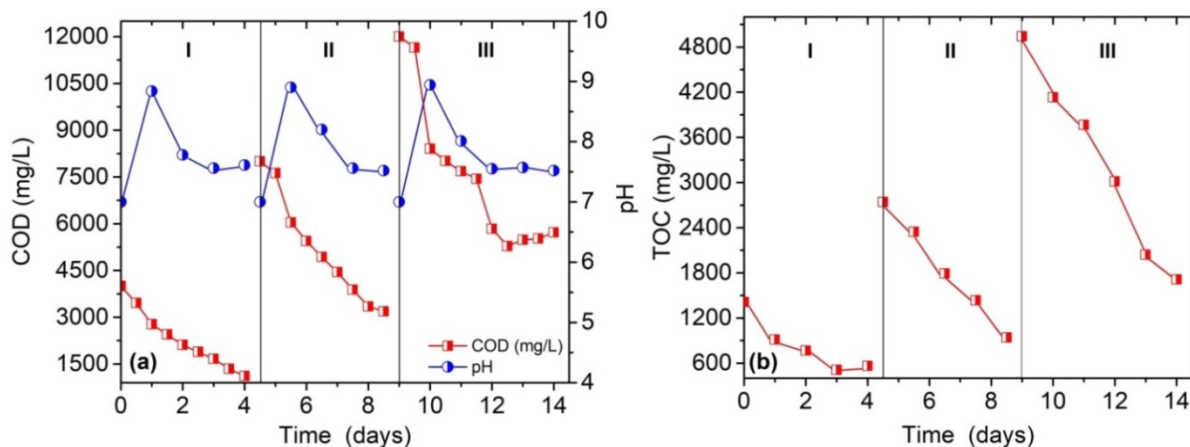 I II III
COD (mg/L)
12000
10500
9000
7500
6000
4500
3000
1500
10
9
8
7
6
5
4
pH
(a)
COD (mg/L)
pH
0 2 4 6 8 10 12 14
Time (days)
I II III
TOC (mg/L)
4800
4200
3600
3000
2400
1800
1200
600
(b)
0 2 4 6 8 10 12 14
Time (days)